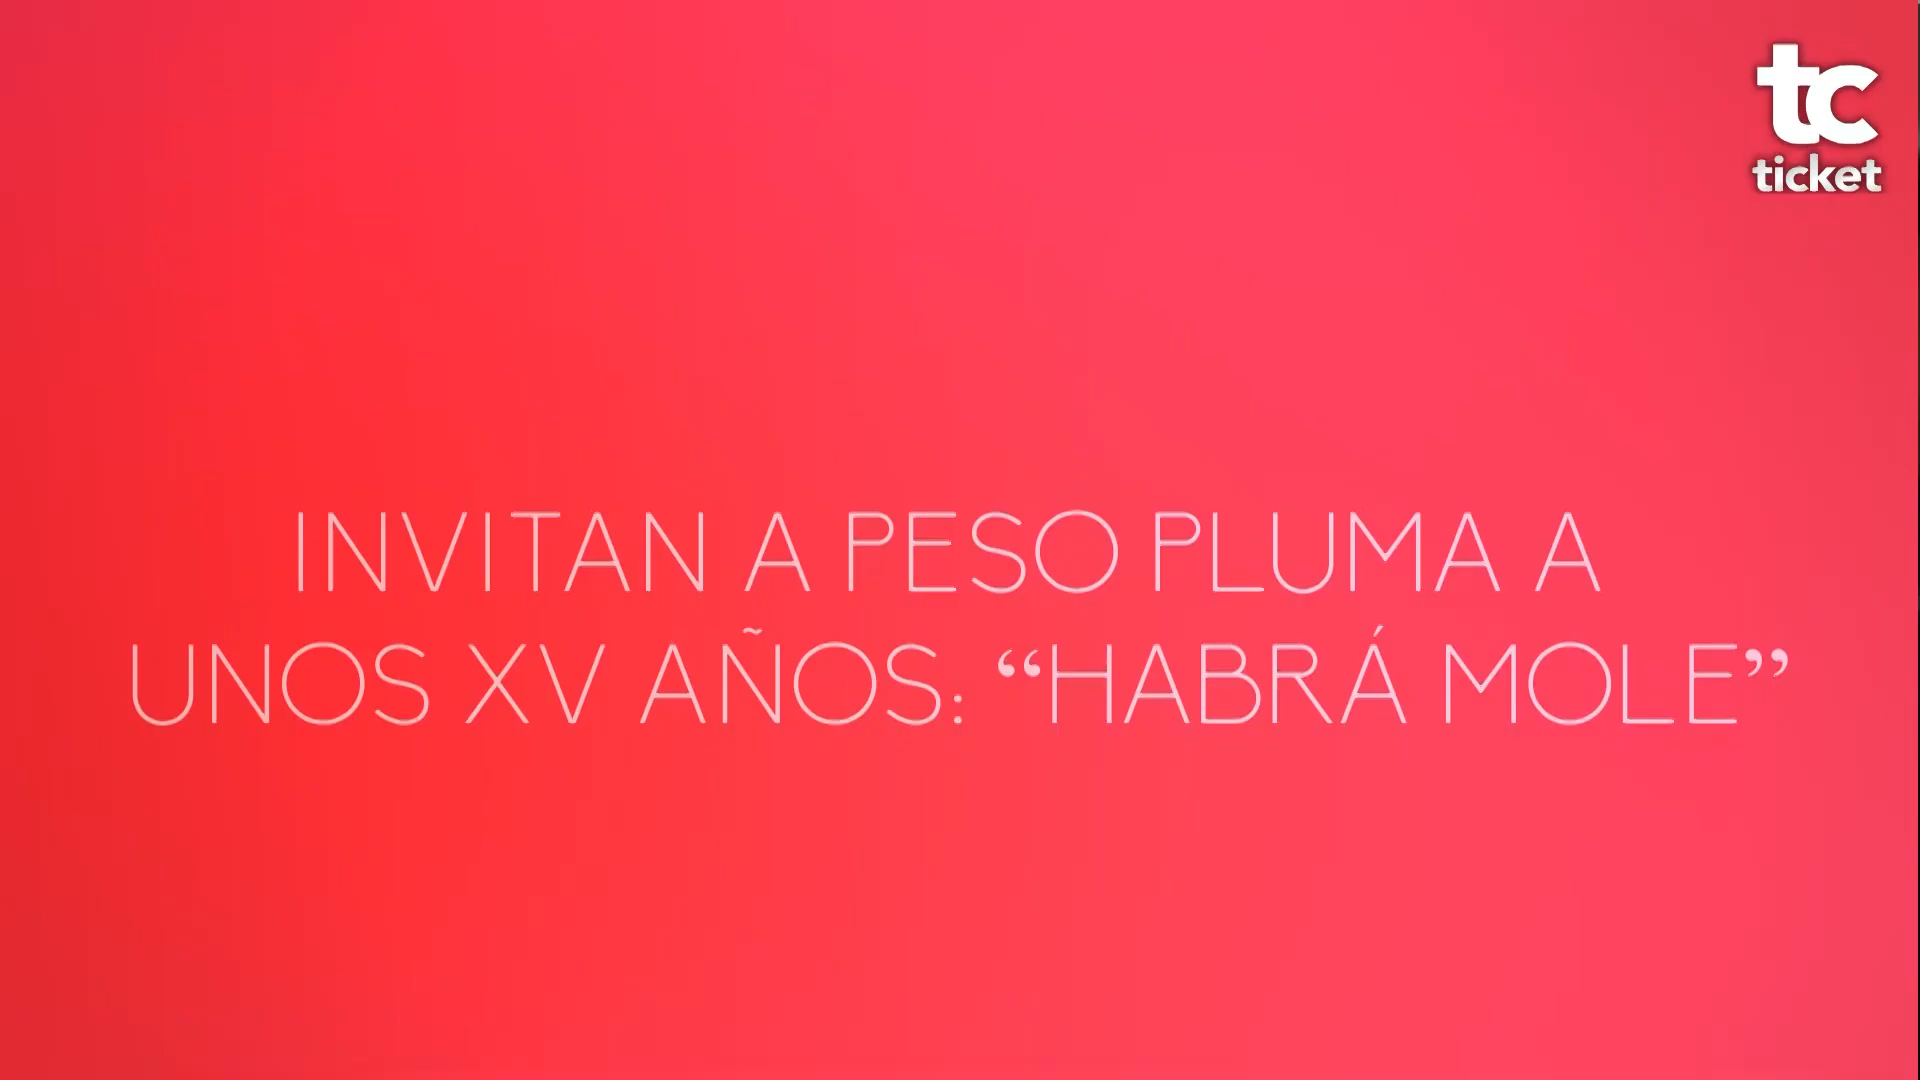 tc
ticket
INVITAN A PESO PLUMA A
UNOS XV AÑOS: “HABRÁ MOLE”